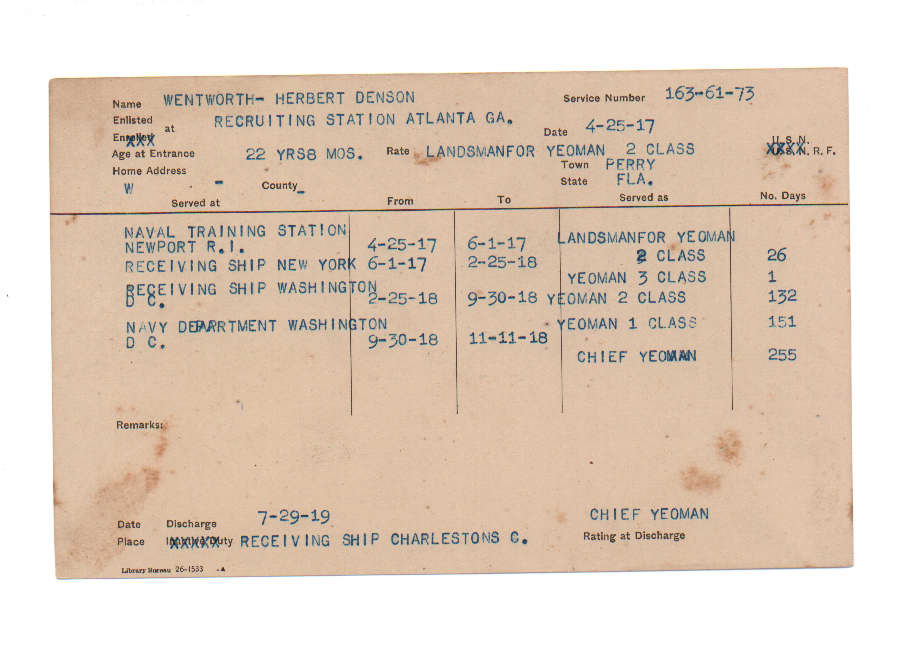 Name WENTWORTH- HERBERT DENSON Service Number 163-61-73
Enlisted
Enrolled at RECRUITING STATION ATLANTA GA. Date 4-25-17
XXX
U.S.N.
Age at Entrance 22 YRS8 MOS. Rate LANDSMANFOR YEOMAN 2 CLASS U.S.N.R.F.
XXXX
Home Address Town PERRY
W - County State FLA.
Served at From To Served as No. Days
NAVAL TRAINING STATION
NEWPORT R.I. 4-25-17 6-1-17 LANDSMANFOR YEOMAN
2 CLASS 26
RECEIVING SHIP NEW YORK 6-1-17 2-25-18
YEOMAN 3 CLASS 1
RECEIVING SHIP WASHINGTON
D C. 2-25-18 9-30-18 YEOMAN 2 CLASS 132
NAVY DEPARRTMENT WASHINGTON YEOMAN 1 CLASS 151
D C. 9-30-18 11-11-18
CHIEF YEOMAN 255
Remarks:
Date Discharge 7-29-19 CHIEF YEOMAN
Place Inactive Duty RECEIVING SHIP CHARLESTONS C. Rating at Discharge
XXXXX
Library Bureau 26-1533